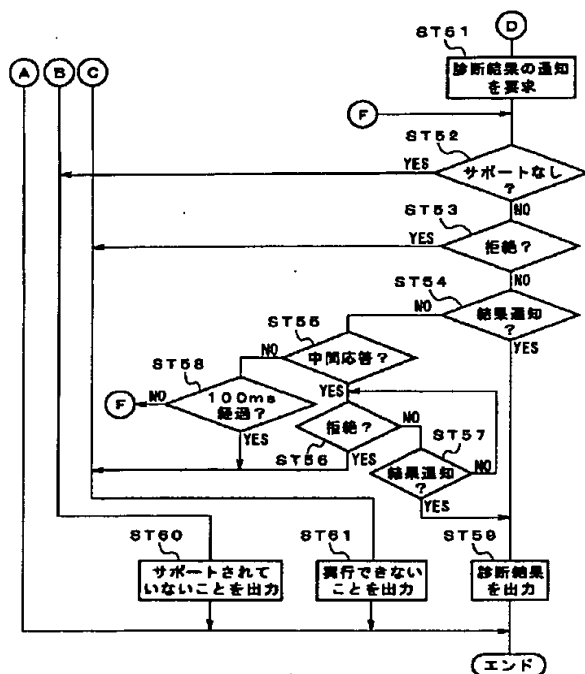 ST51
D
A
B
C
診断結果の通知
を要求
F
ST52
YES
サポートなし
?
NO
ST53
YES
拒絶?
NO
ST54
NO
結果通知
?
YES
ST55
NO
中間応答?
YES
ST58
NO
F
100ms
経過?
YES
拒絶?
NO
ST56
YES
ST57
結果通知
?
NO
YES
ST60
サポートされて
いないことを出力
ST61
実行できない
ことを出力
ST59
診断結果
を出力
エンド